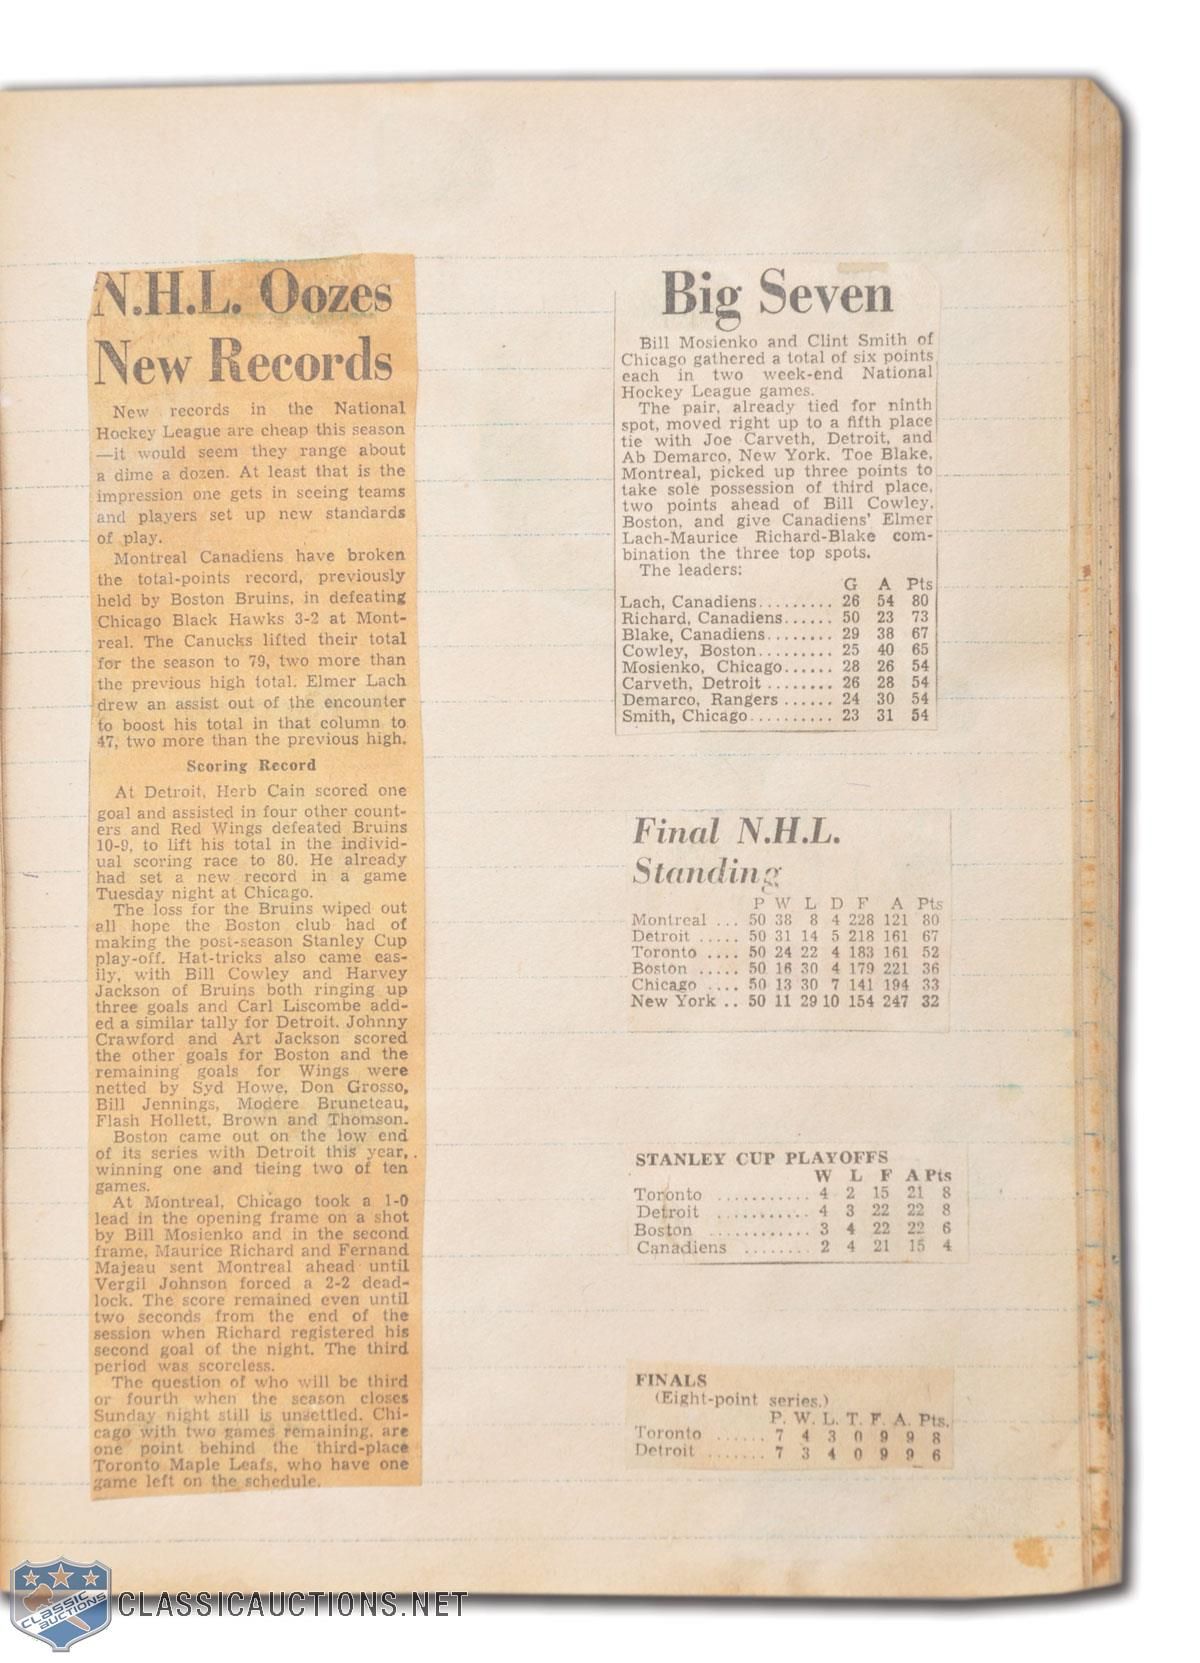 N.H.L. Oozes
New Records
New records in the National
Hockey League are cheap this season
—it would seem they range about
a dime a dozen. At least that is the
impression one gets in seeing teams
and players set up new standards
of play.
Montreal Canadiens have broken
the total-points record, previously
held by Boston Bruins, in defeating
Chicago Black Hawks 3-2 at Mont-
real. The Canucks lifted their total
for the season to 79, two more than
the previous high total. Elmer Lach
drew an assist out of the encounter
to boost his total in that column to
47, two more than the previous high.
Scoring Record
At Detroit, Herb Cain scored one
goal and assisted in four other count-
ers and Red Wings defeated Bruins
10-9, to lift his total in the individ-
ual scoring race to 80. He already
had set a new record in a game
Tuesday night at Chicago.
The loss for the Bruins wiped out
all hope the Boston club had of
making the post-season Stanley Cup
play-off. Hat-tricks also came eas-
ily, with Bill Cowley and Harvey
Jackson of Bruins both ringing up
three goals and Carl Liscombe add-
ed a similar tally for Detroit. Johnny
Crawford and Art Jackson scored
the other goals for Boston and the
remaining goals for Wings were
netted by Syd Howe, Don Grosso,
Bill Jennings, Modere Bruneteau,
Flash Hollett, Brown and Thomson.
Boston came out on the low end
of its series with Detroit this year,
winning one and tieing two of ten
games.
At Montreal, Chicago took a 1-0
lead in the opening frame on a shot
by Bill Mosienko and in the second
frame, Maurice Richard and Fernand
Majeau sent Montreal ahead until
Vergil Johnson forced a 2-2 dead-
lock. The score remained even until
two seconds from the end of the
session when Richard registered his
second goal of the night. The third
period was scoreless.
The question of who will be third
or fourth when the season closes
Sunday night still is unsettled. Chi-
cago with two games remaining, are
one point behind the third-place
Toronto Maple Leafs, who have one
game left on the schedule.
Big Seven
Bill Mosienko and Clint Smith of
Chicago gathered a total of six points
each in two week-end National
Hockey League games.
The pair, already tied for ninth
spot, moved right up to a fifth place
tie with Joe Carveth, Detroit, and
Ab Demarco, New York. Toe Blake,
Montreal, picked up three points to
take sole possession of third place,
two points ahead of Bill Cowley,
Boston, and give Canadiens' Elmer
Lach-Maurice Richard-Blake com-
bination the three top spots.
The leaders:
G A Pts
Lach, Canadiens......... 26 54 80
Richard, Canadiens...... 50 23 73
Blake, Canadiens........ 29 38 67
Cowley, Boston......... 25 40 65
Mosienko, Chicago...... 28 26 54
Carveth, Detroit ........ 26 28 54
Demarco, Rangers ...... 24 30 54
Smith, Chicago.......... 23 31 54
Final N.H.L.
Standing
P W L D F A Pts
Montreal ... 50 38 8 4 228 121 80
Detroit ..... 50 31 14 5 218 161 67
Toronto .... 50 24 22 4 183 161 52
Boston ..... 50 16 30 4 179 221 36
Chicago .... 50 13 30 7 141 194 33
New York .. 50 11 29 10 154 247 32
STANLEY CUP PLAYOFFS
W L F A Pts
Toronto ........... 4 2 15 21 8
Detroit ........... 4 3 22 22 8
Boston ............ 3 4 22 22 6
Canadiens ........ 2 4 21 15 4
FINALS
(Eight-point series.)
P. W. L. T. F. A. Pts.
Toronto ...... 7 4 3 0 9 9 8
Detroit ....... 7 3 4 0 9 9 6
CLASSIC
AUCTIONS
CLASSICAUCTIONS.NET